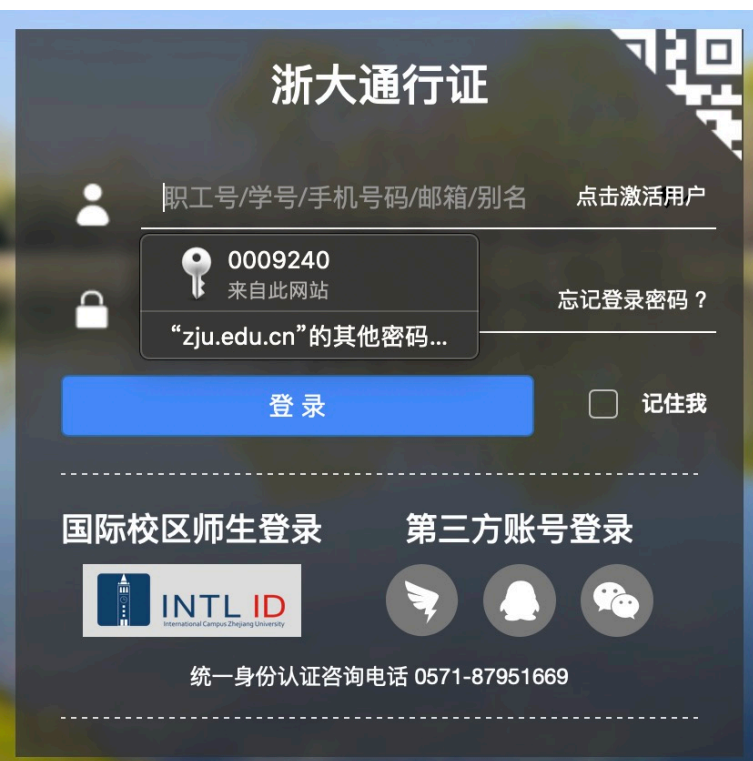 浙大通行证
职工号/学号/手机号码/邮箱/别名 点击激活用户
0009240
来自此网站
忘记登录密码？
“zju.edu.cn”的其他密码...
登 录 记住我
国际校区师生登录 第三方账号登录
INTL ID
International Campus Zhejiang University
统一身份认证咨询电话 0571-87951669